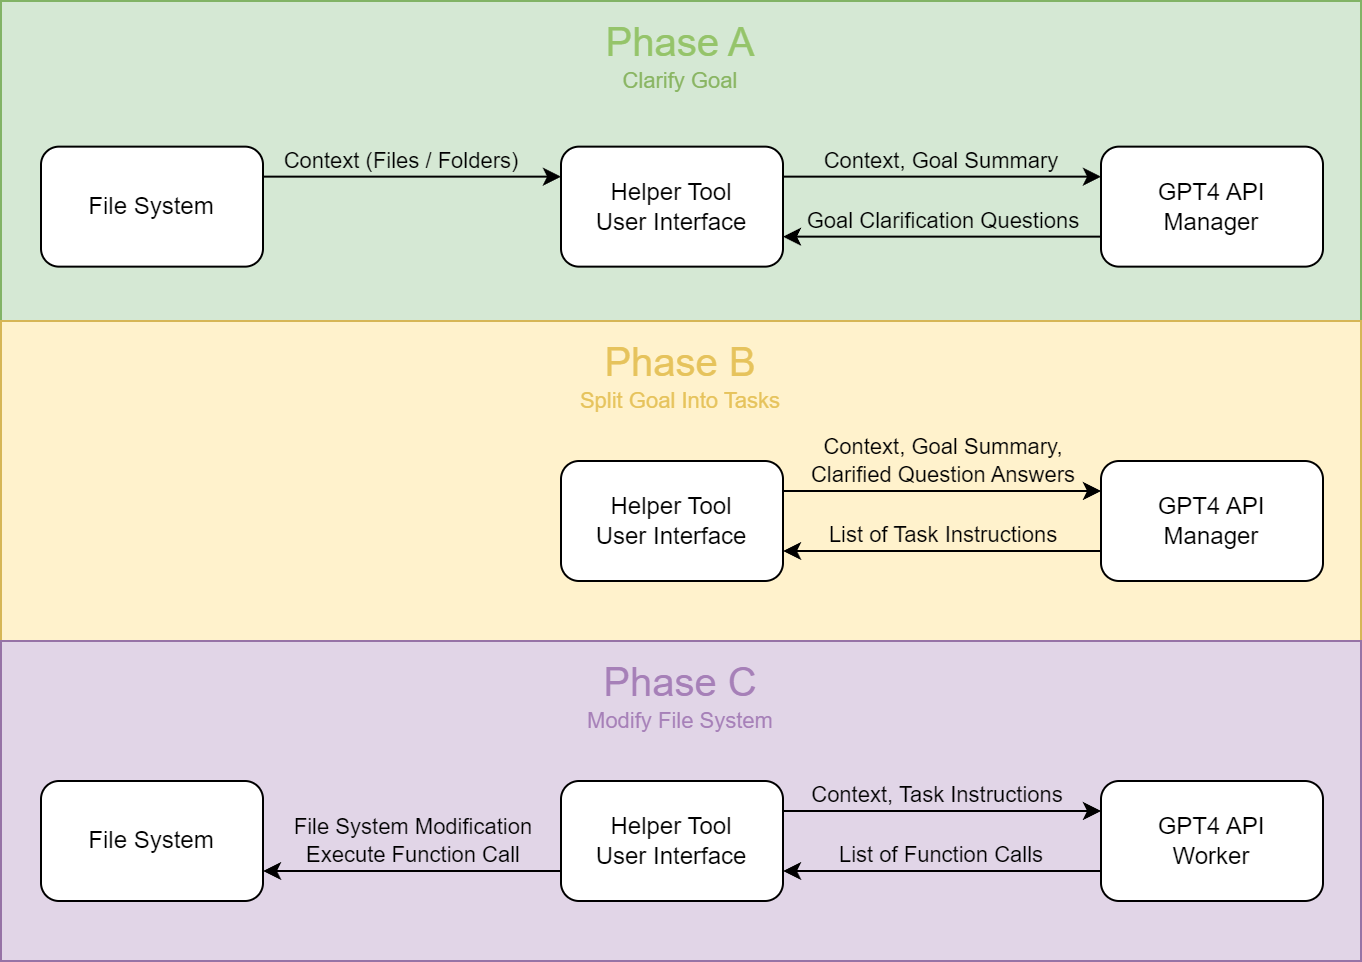 Phase A
Clarify Goal
File System
Context (Files / Folders)
Helper Tool
User Interface
Context, Goal Summary
Goal Clarification Questions
GPT4 API
Manager
Phase B
Split Goal Into Tasks
Helper Tool
User Interface
Context, Goal Summary,
Clarified Question Answers
List of Task Instructions
GPT4 API
Manager
Phase C
Modify File System
File System
File System Modification
Execute Function Call
Helper Tool
User Interface
Context, Task Instructions
List of Function Calls
GPT4 API
Worker